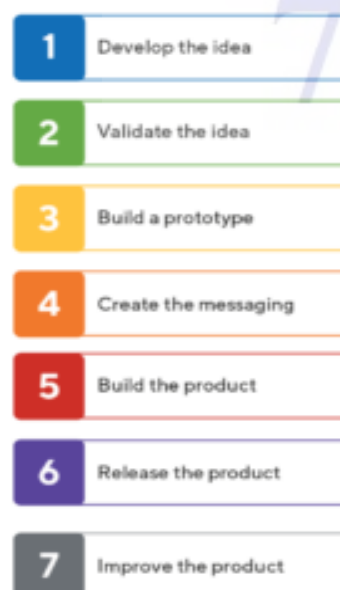 1 Develop the idea
2 Validate the idea
3 Build a prototype
4 Create the messaging
5 Build the product
6 Release the product
7 Improve the product